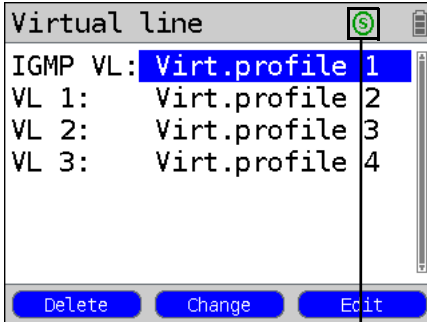 Virtual line S
IGMP VL: Virt.profile 1
VL 1: Virt.profile 2
VL 2: Virt.profile 3
VL 3: Virt.profile 4
Delete Change Edit